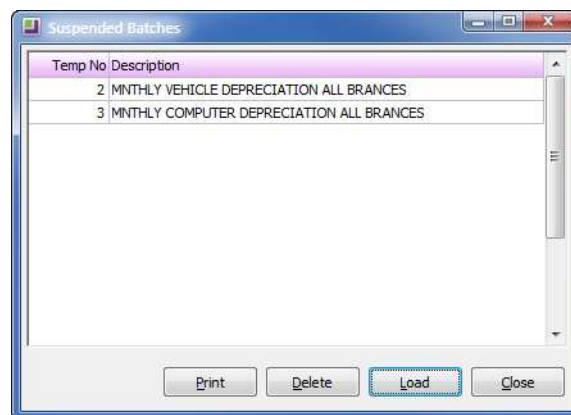 Suspended Batches
Temp No Description
2 MNTHLY VEHICLE DEPRECIATION ALL BRANCES
3 MNTHLY COMPUTER DEPRECIATION ALL BRANCES
Print Delete Load Close